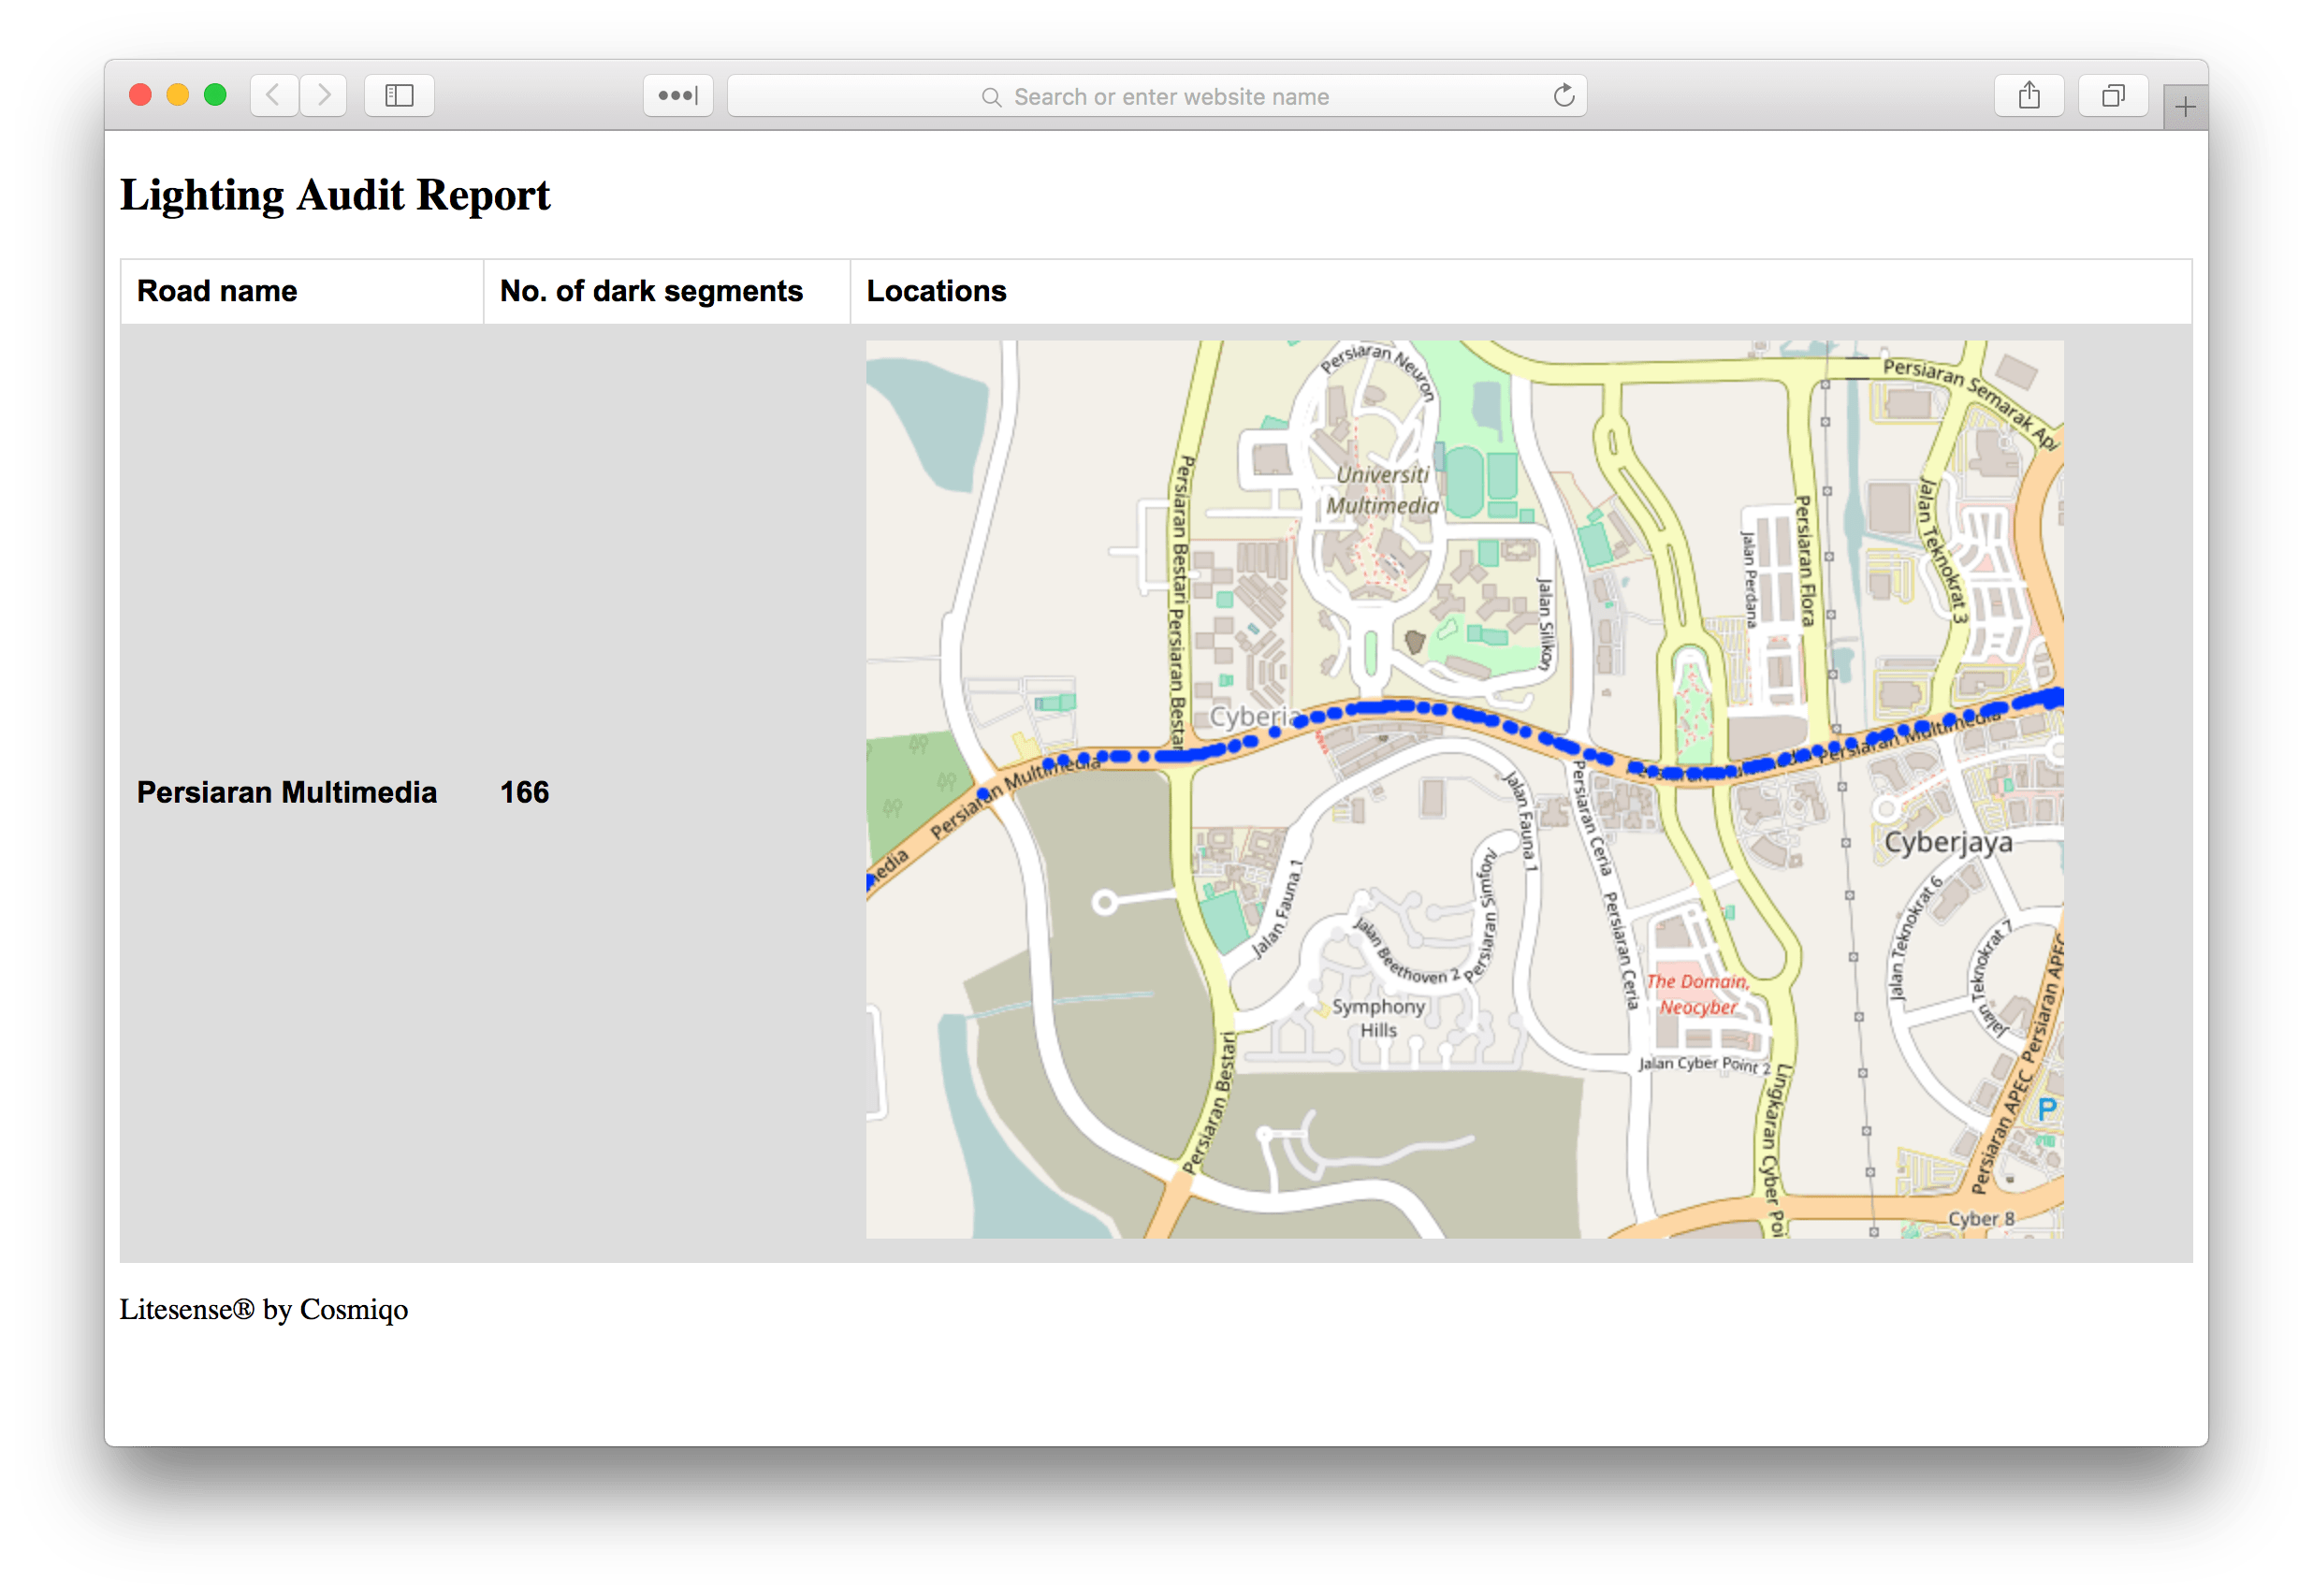 Search or enter website name
Lighting Audit Report
Road name
No. of dark segments
Locations
Persiaran Multimedia
166
Persiaran Neuron
Persiaran Semarak Api
Universiti
Multimedia
Persiaran Bestari Persiaran Bestari
Jalan Silikon
Jalan Perdana
Persiaran Flora
Jalan Teknokrat 3
Cyberia
Persiaran Multimedia
Persiaran Multimedia
media
Persiaran Ceria
Persiaran Ceria
Jalan Fauna 1
Jalan Fauna 1
Persiaran Simfoni
Jalan Beethoven 2
Symphony
Hills
The Domain,
Neocyber
Jalan Cyber Point 2
Lingkaran Cyber Poi
Persiaran Bestari
Cyberjaya
Jalan Teknokrat 6
Jalan Teknokrat 7
Persiaran APEC Persiaran APEC Persiaran APEC
P
Cyber 8
Litesense® by Cosmiqo